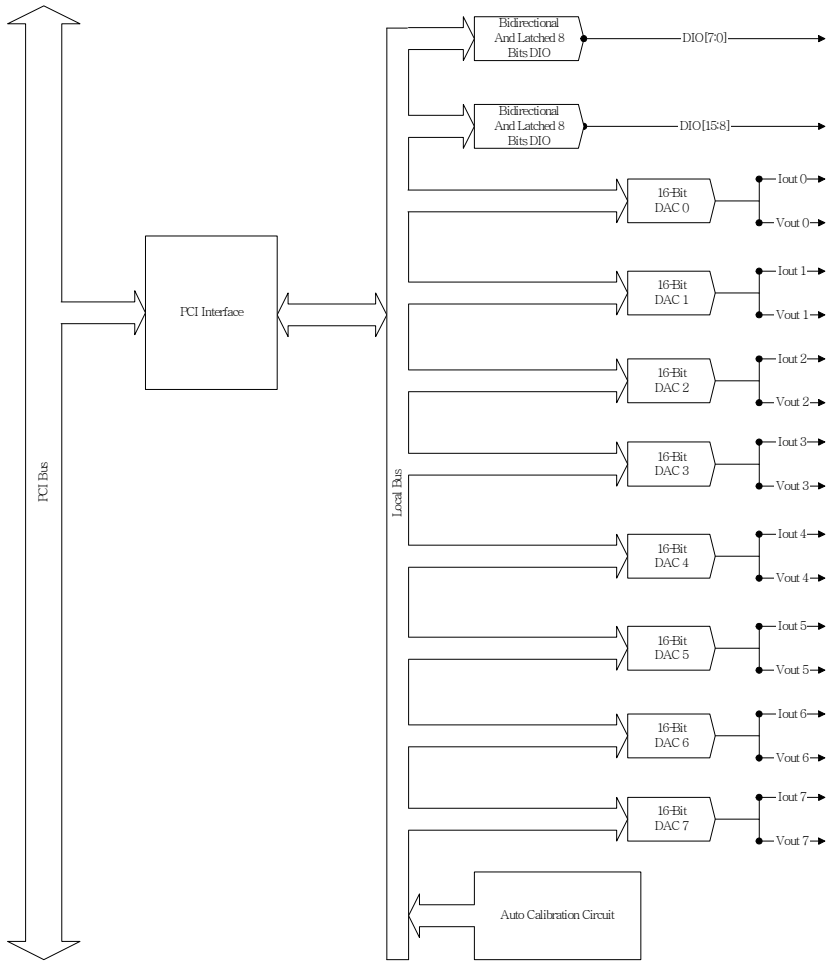 Bidirectional
And Latched 8
Bits DIO
DIO[7:0]
Bidirectional
And Latched 8
Bits DIO
DIO[15:8]
16-Bit
DAC 0
Iout 0
Vout 0
PCI Interface
16-Bit
DAC 1
Iout 1
Vout 1
16-Bit
DAC 2
Iout 2
Vout 2
PCI Bus
Local Bus
16-Bit
DAC 3
Iout 3
Vout 3
16-Bit
DAC 4
Iout 4
Vout 4
16-Bit
DAC 5
Iout 5
Vout 5
16-Bit
DAC 6
Iout 6
Vout 6
16-Bit
DAC 7
Iout 7
Vout 7
Auto Calibration Circuit